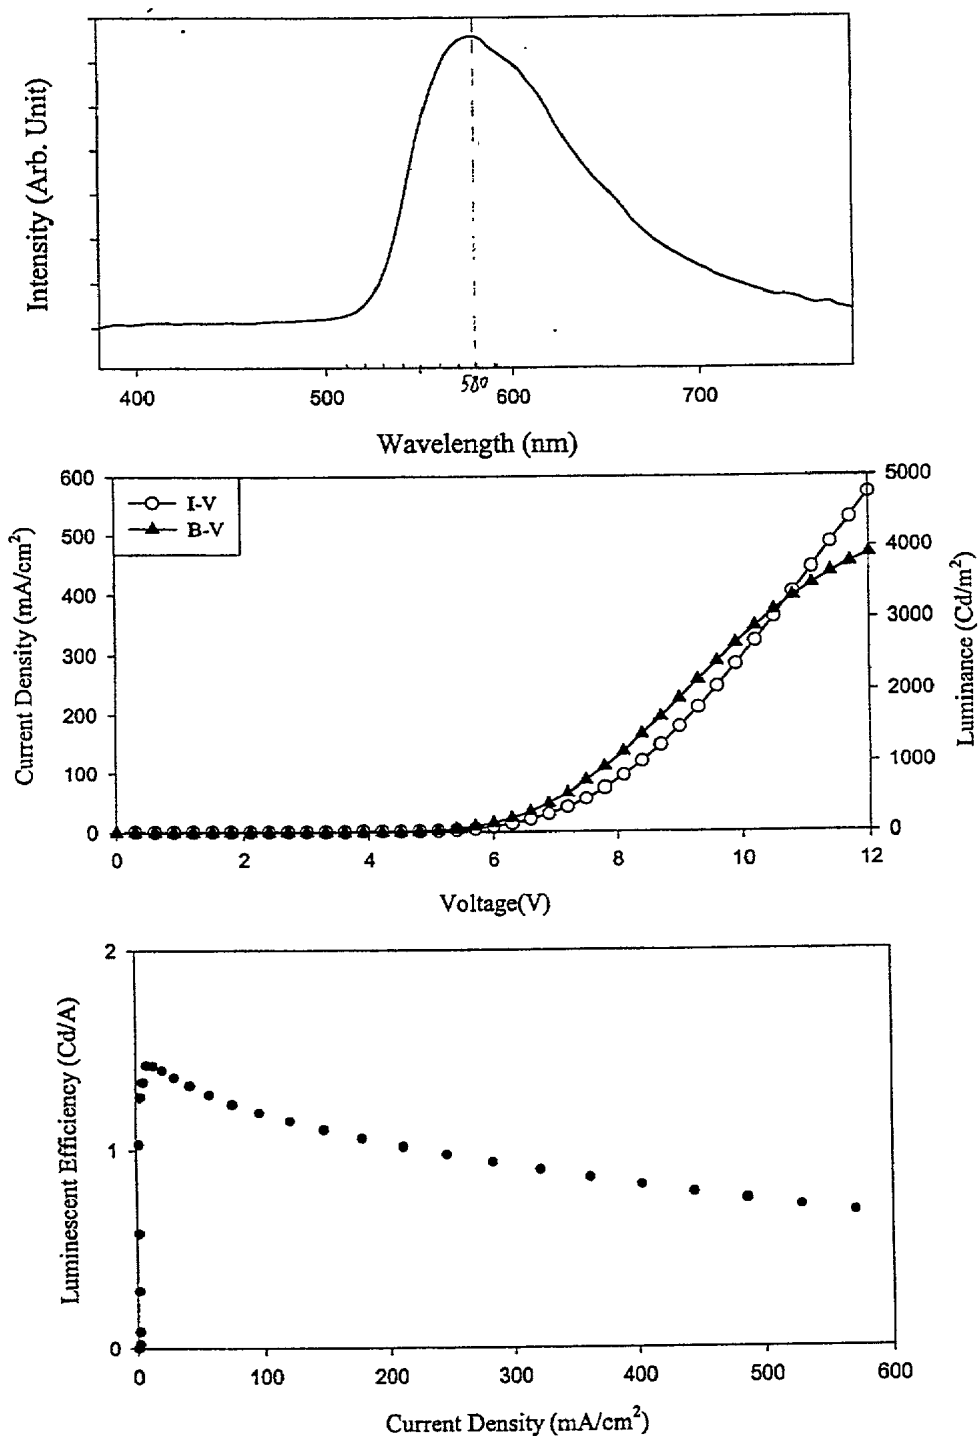 Intensity (Arb. Unit)
400 500 580 600 700
Wavelength (nm)
I-V
B-V
Current Density (mA/cm²)
600
500
400
300
200
100
0
Luminance (Cd/m²)
5000
4000
3000
2000
1000
0
0 2 4 6 8 10 12
Voltage(V)
Luminescent Efficiency (Cd/A)
2
1
0
0 100 200 300 400 500 600
Current Density (mA/cm²)